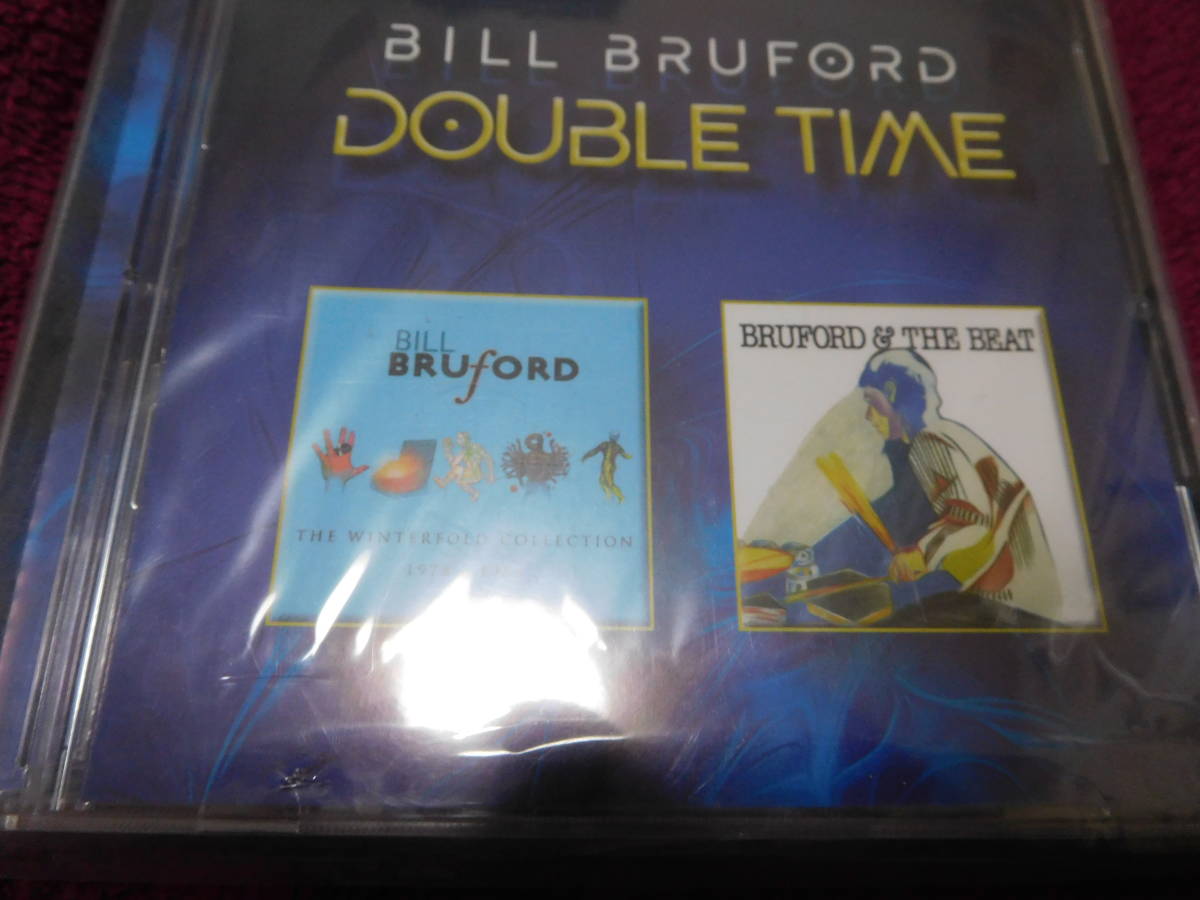 BILL BRUFORD
DOUBLE TIME
BILL
BRUfORD
THE WINTERFOLD COLLECTION
BRUFORD & THE BEAT